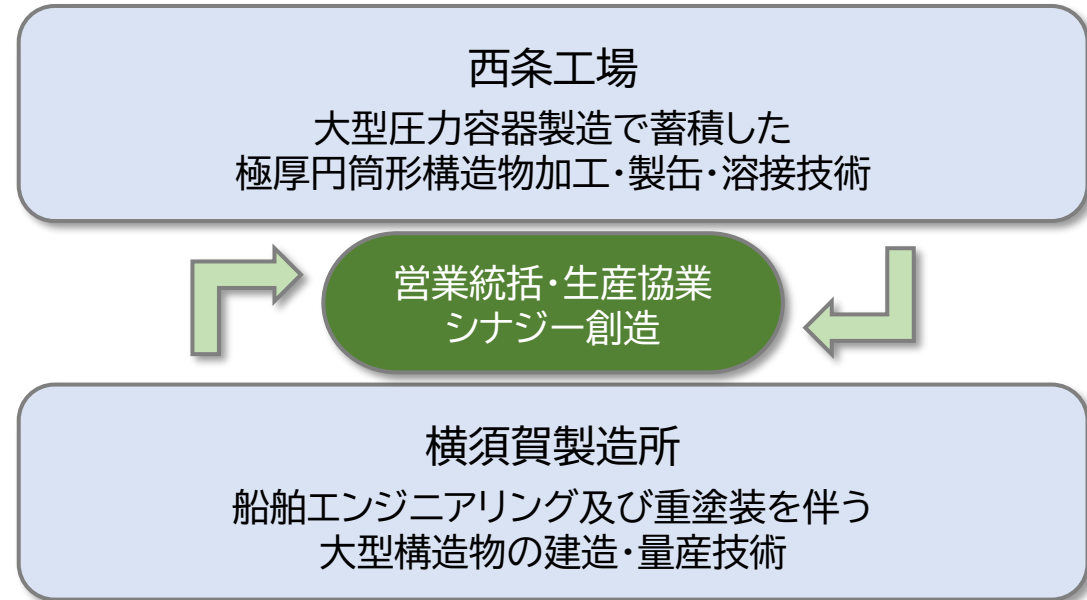 西条工場
大型圧力容器製造で蓄積した
極厚円筒形構造物加工・製缶・溶接技術
営業統括・生産協業
シナジー創造
横須賀製造所
船舶エンジニアリング及び重塗装を伴う
大型構造物の建造・量産技術